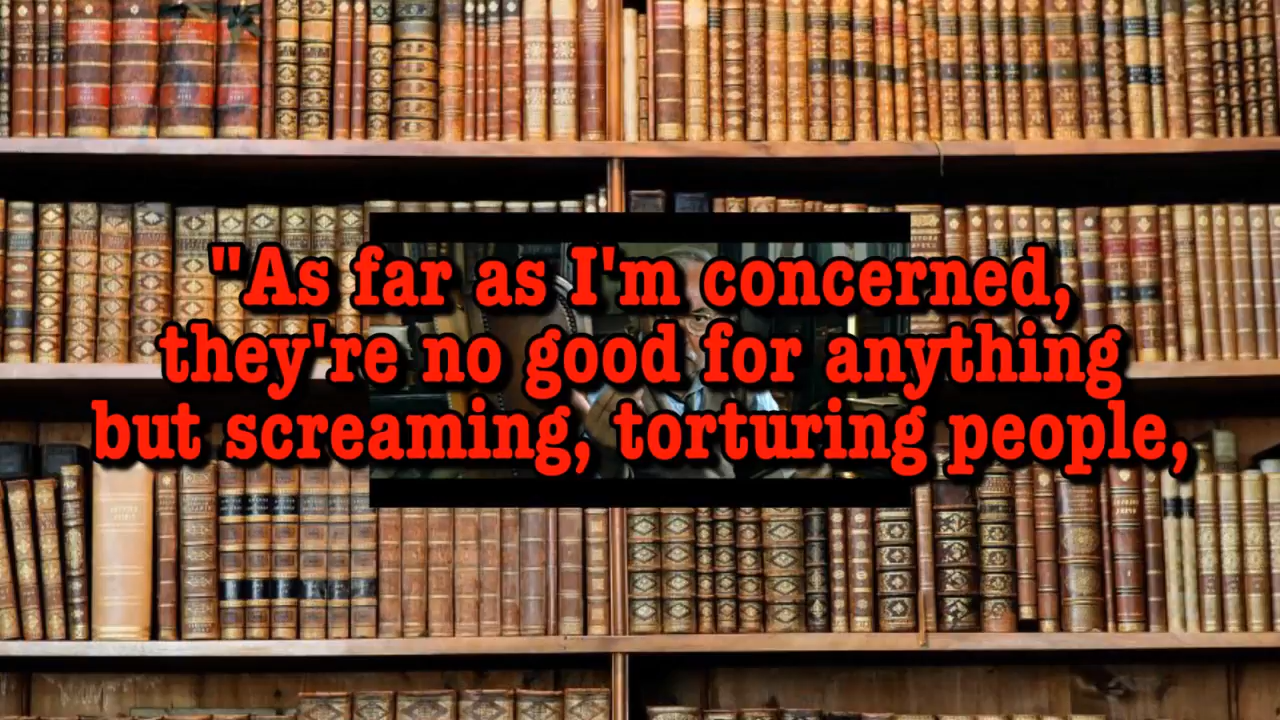 "As far as I'm concerned,
they're no good for anything
but screaming, torturing people,